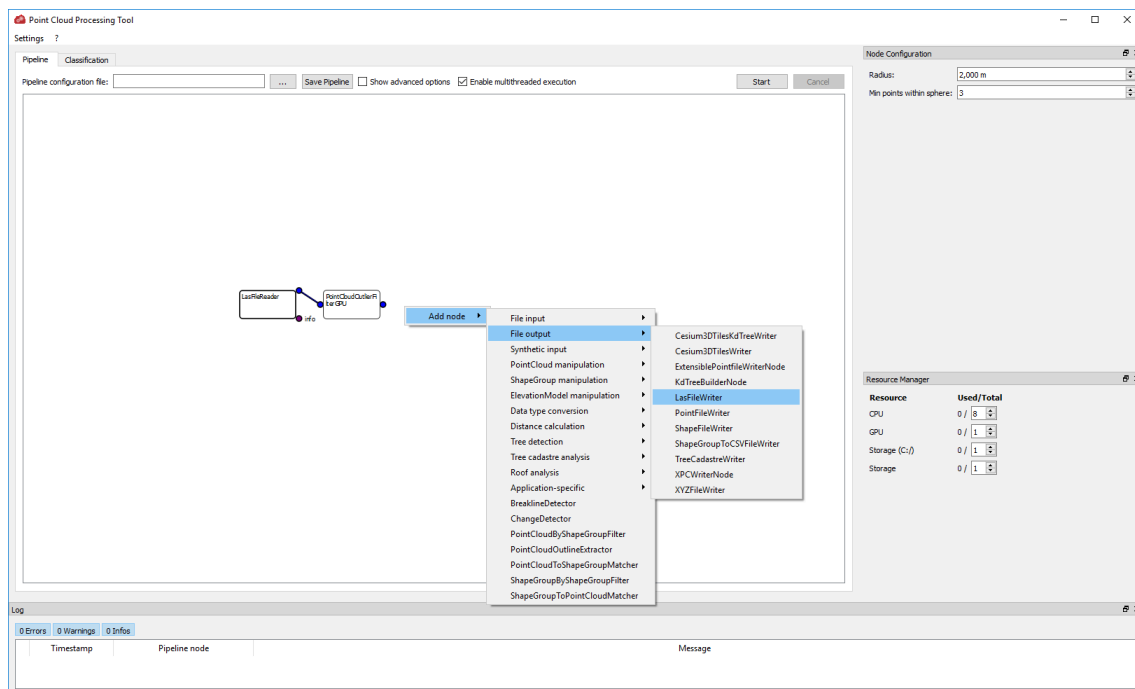 Point Cloud Processing Tool
Settings ?
Pipeline Classification
Pipeline configuration file: ... Save Pipeline Show advanced options Enable multithreaded execution Start Cancel
Node Configuration
Radius: 2,000 m
Min points within sphere: 3
LasFileReader
info
PointCloudOutlierFi
lterGPU
Add node
File input
File output
Synthetic input
PointCloud manipulation
ShapeGroup manipulation
ElevationModel manipulation
Data type conversion
Distance calculation
Tree detection
Tree cadastre analysis
Roof analysis
Application-specific
BreaklineDetector
ChangeDetector
PointCloudByShapeGroupFilter
PointCloudOutlineExtractor
PointCloudToShapeGroupMatcher
ShapeGroupByShapeGroupFilter
ShapeGroupToPointCloudMatcher
Cesium3DTilesKdTreeWriter
Cesium3DTilesWriter
ExtensiblePointfileWriterNode
KdTreeBuilderNode
LasFileWriter
PointFileWriter
ShapeFileWriter
ShapeGroupToCSVFileWriter
TreeCadastreWriter
XPCWriterNode
XYZFileWriter
Resource Manager
Resource Used/Total
CPU 0 / 8
GPU 0 / 1
Storage (C:/) 0 / 1
Storage 0 / 1
Log
0 Errors 0 Warnings 0 Infos
Timestamp Pipeline node Message